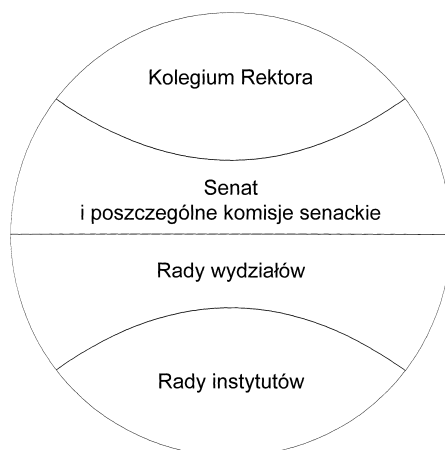 Kolegium Rektora
Senat
i poszczególne komisje senackie
Rady wydziałów
Rady instytutów